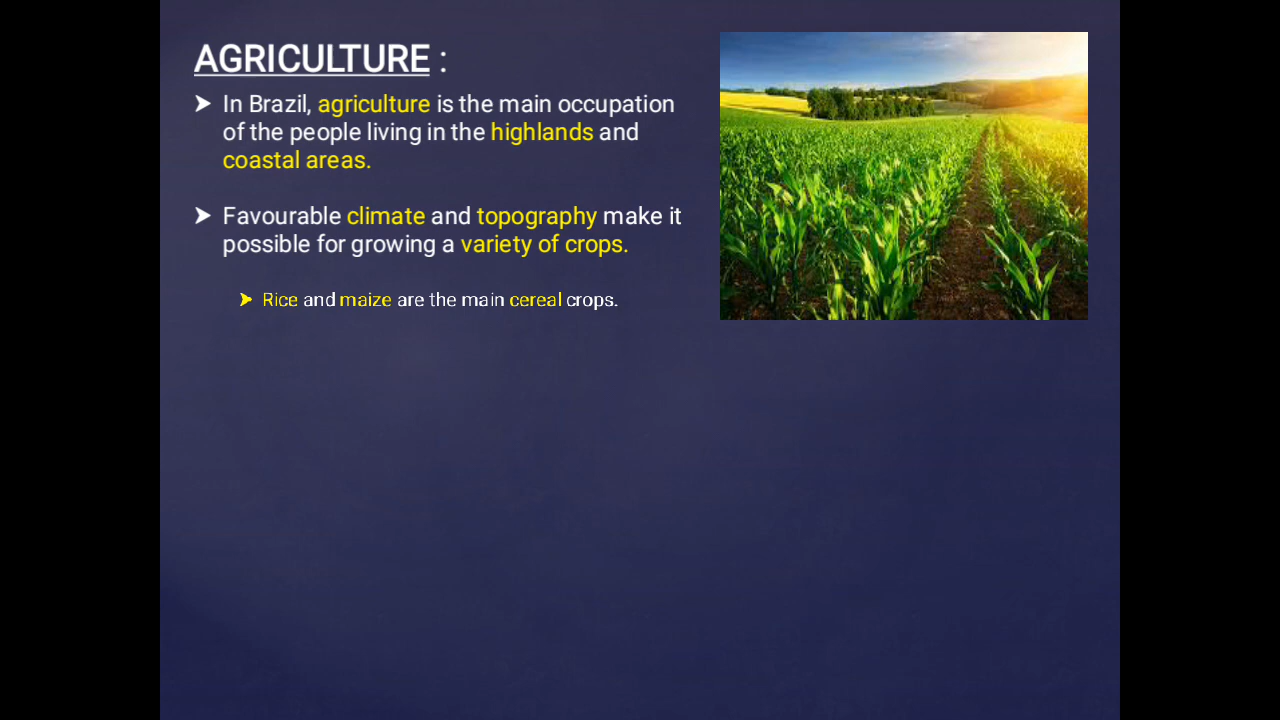 AGRICULTURE :
➤ In Brazil, agriculture is the main occupation
of the people living in the highlands and
coastal areas.
➤ Favourable climate and topography make it
possible for growing a variety of crops.
➤ Rice and maize are the main cereal crops.